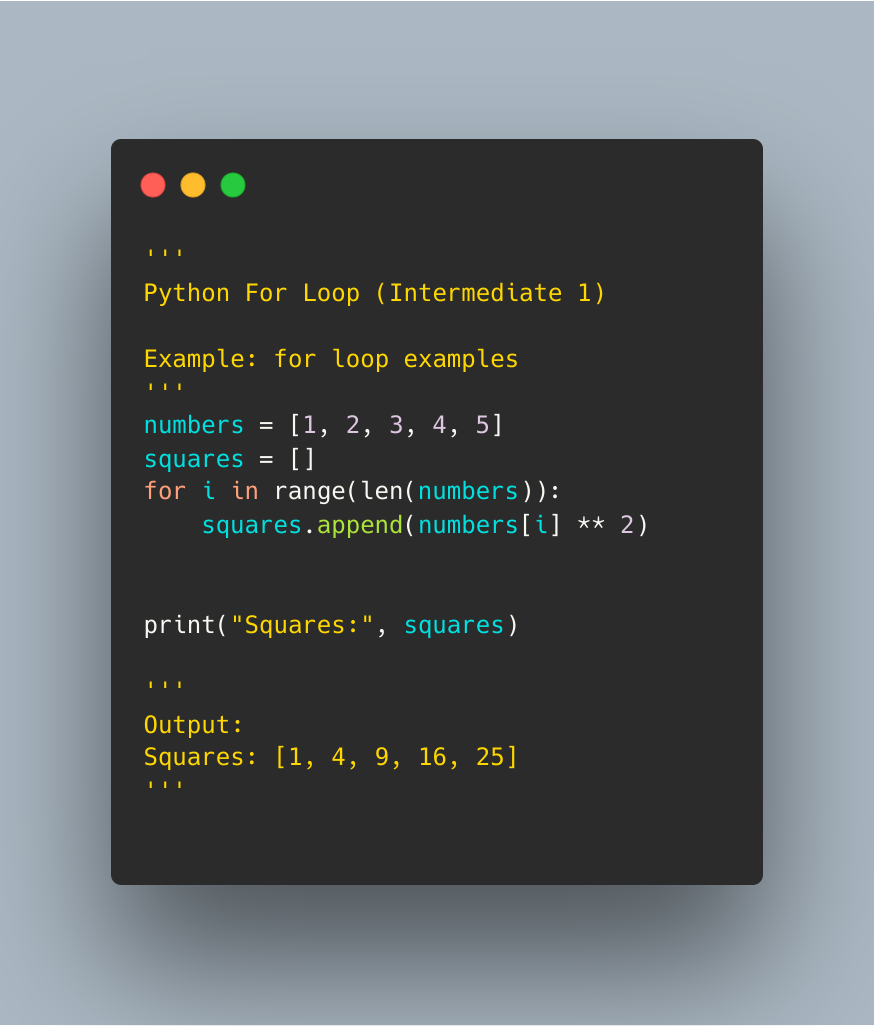 '''
Python For Loop (Intermediate 1)
Example: for loop examples
'''
numbers = [1, 2, 3, 4, 5]
squares = []
for i in range(len(numbers)):
    squares.append(numbers[i] ** 2)
print("Squares:", squares)
'''
Output:
Squares: [1, 4, 9, 16, 25]
'''